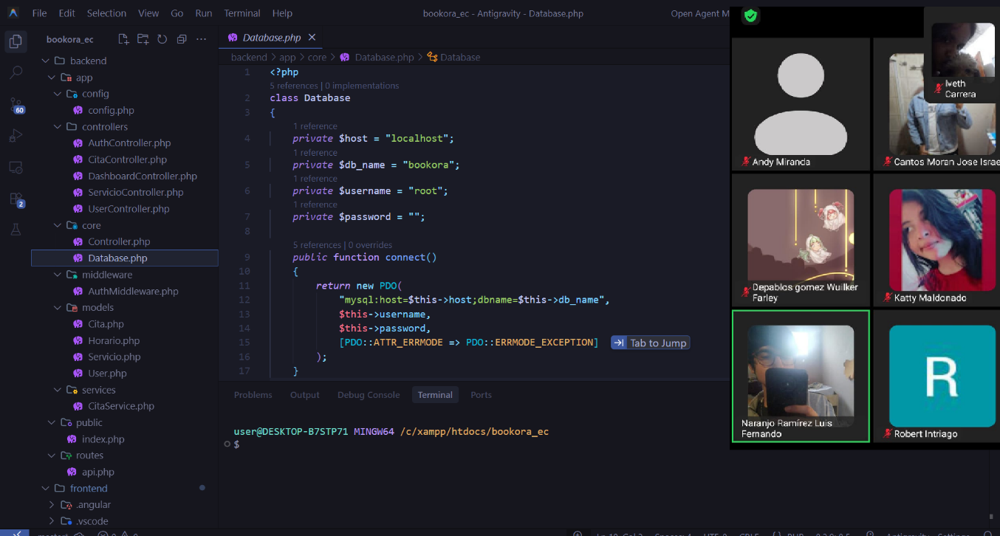 File Edit Selection View Go Run Terminal Help
bookora_ec - Antigravity - Database.php
Open Agent M
bookora_ec
backend
app
config
config.php
controllers
AuthController.php
CitaController.php
DashboardController.php
ServicioController.php
UserController.php
core
Controller.php
Database.php
middleware
AuthMiddleware.php
models
Cita.php
Horario.php
Servicio.php
User.php
services
CitaService.php
public
index.php
routes
api.php
frontend
.angular
.vscode
60
2
Database.php
backend > app > core > Database.php > Database
1 <?php
5 references | 0 implementations
2 class Database
3 {
1 reference
4 private $host = "localhost";
1 reference
5 private $db_name = "bookora";
1 reference
6 private $username = "root";
1 reference
7 private $password = "";
8
5 references | 0 overrides
9 public function connect()
10 {
11 return new PDO(
12 "mysql:host=$this->host;dbname=$this->db_name",
13 $this->username,
14 $this->password,
15 [PDO::ATTR_ERRMODE => PDO::ERRMODE_EXCEPTION] Tab to Jump
16 );
17 }
Problems Output Debug Console Terminal Ports
user@DESKTOP-B7STP71 MINGW64 /c/xampp/htdocs/bookora_ec
$
Iveth
Carrera
Andy Miranda
Cantos Moran Jose Israe
Depablos gomez Wuilker
Farley
Katty Maldonado
Naranjo Ramírez Luis
Fernando
R
Robert Intriago